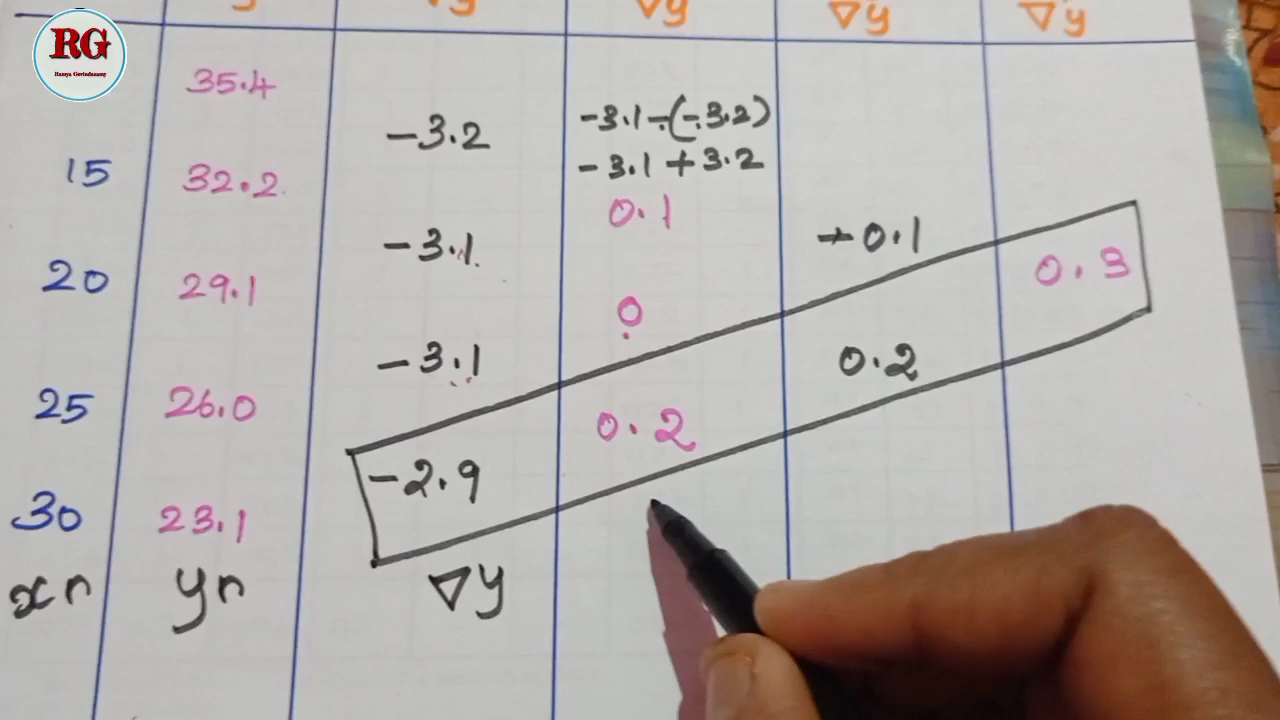 y ∇y ∇y ∇y ∇y
RG
Ramya Govindasamy
35.4
-3.2 -3.1-(-3.2)
-3.1+3.2
15 32.2
0.1
-3.1 -0.1
20 29.1 0.3
0
-3.1 0.2
25 26.0 0.2
-2.9
30 23.1
xn yn ∇y